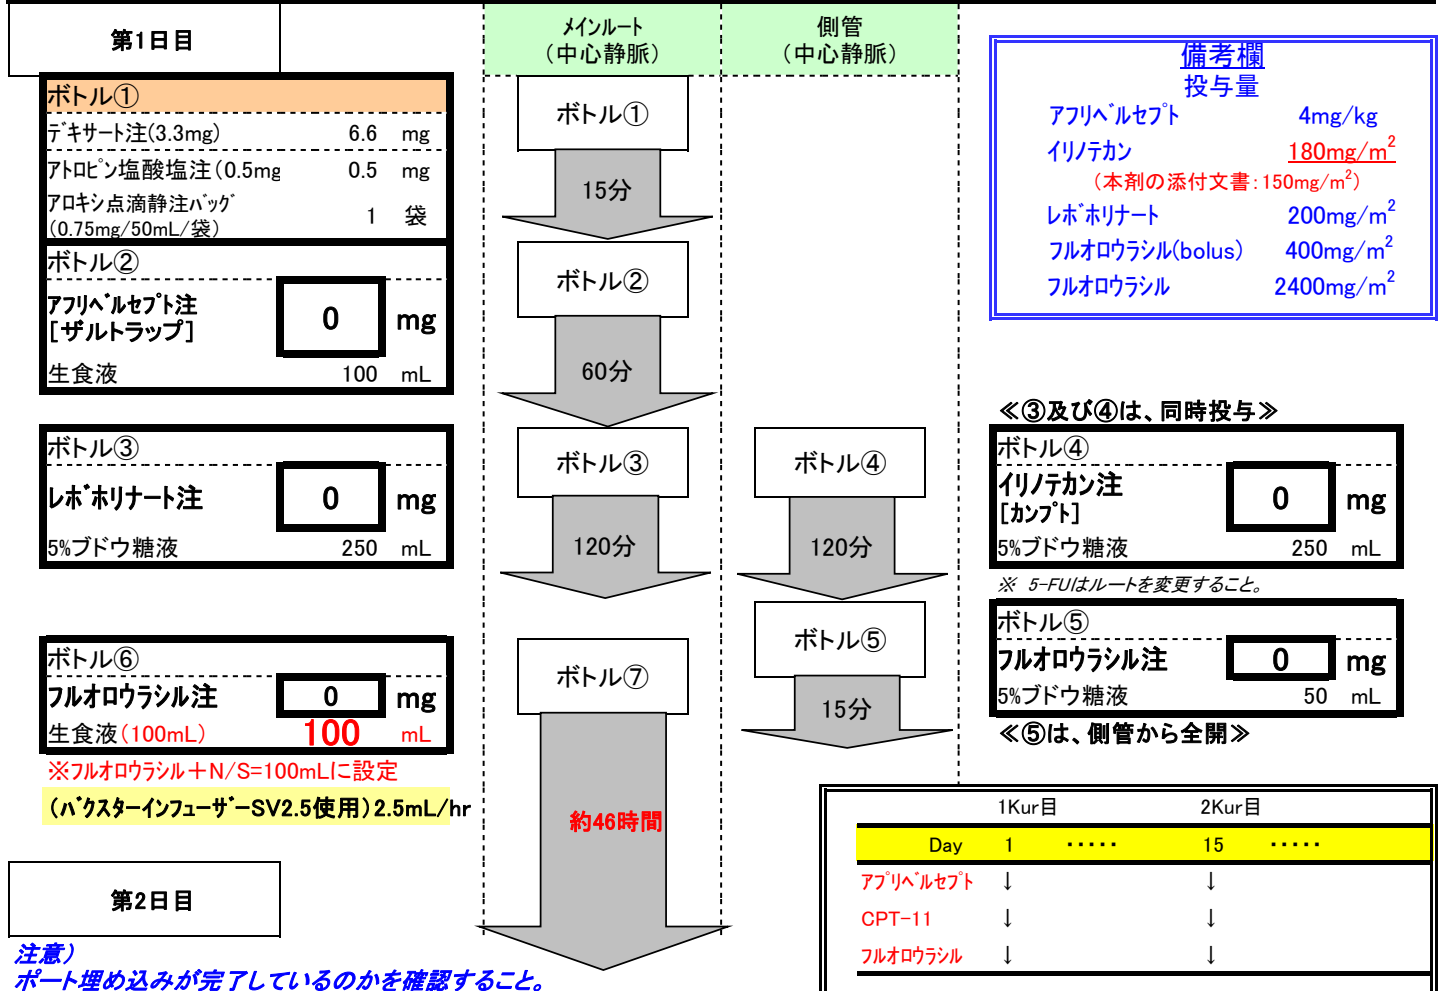 第1日目
メインルート
（中心静脈）
側管
（中心静脈）
ボトル①
デキサート注(3.3mg) 6.6 mg
アトロピン塩酸塩注（0.5mg 0.5 mg
アロキシ点滴静注バッグ
(0.75mg/50mL/袋) 1 袋
ボトル②
アフリベルセプト注
[ザルトラップ] 0 mg
生食液 100 mL
ボトル③
レボホリナート注 0 mg
5%ブドウ糖液 250 mL
ボトル⑥
フルオロウラシル注 0 mg
生食液（100mL） 100 mL
※フルオロウラシル＋N/S=100mLに設定
（バクスターインフューザーSV2.5使用）2.5mL/hr
第2日目
注意）
ポート埋め込みが完了しているのかを確認すること。
ボトル①
15分
ボトル②
60分
ボトル③
120分
ボトル⑦
約46時間
ボトル④
120分
ボトル⑤
15分
備考欄
投与量
アフリベルセプト 4mg/kg
イリノテカン 180mg/m²
（本剤の添付文書：150mg/m²）
レボホリナート 200mg/m²
フルオロウラシル(bolus) 400mg/m²
フルオロウラシル 2400mg/m²
≪③及び④は、同時投与≫
ボトル④
イリノテカン注
[カンプト] 0 mg
5%ブドウ糖液 250 mL
※ 5-FUはルートを変更すること。
ボトル⑤
フルオロウラシル注 0 mg
5%ブドウ糖液 50 mL
≪⑤は、側管から全開≫
1Kur目 2Kur目
Day 1 ・・・・・ 15 ・・・・・
アプリベルセプト ↓ ↓
CPT-11 ↓ ↓
フルオロウラシル ↓ ↓